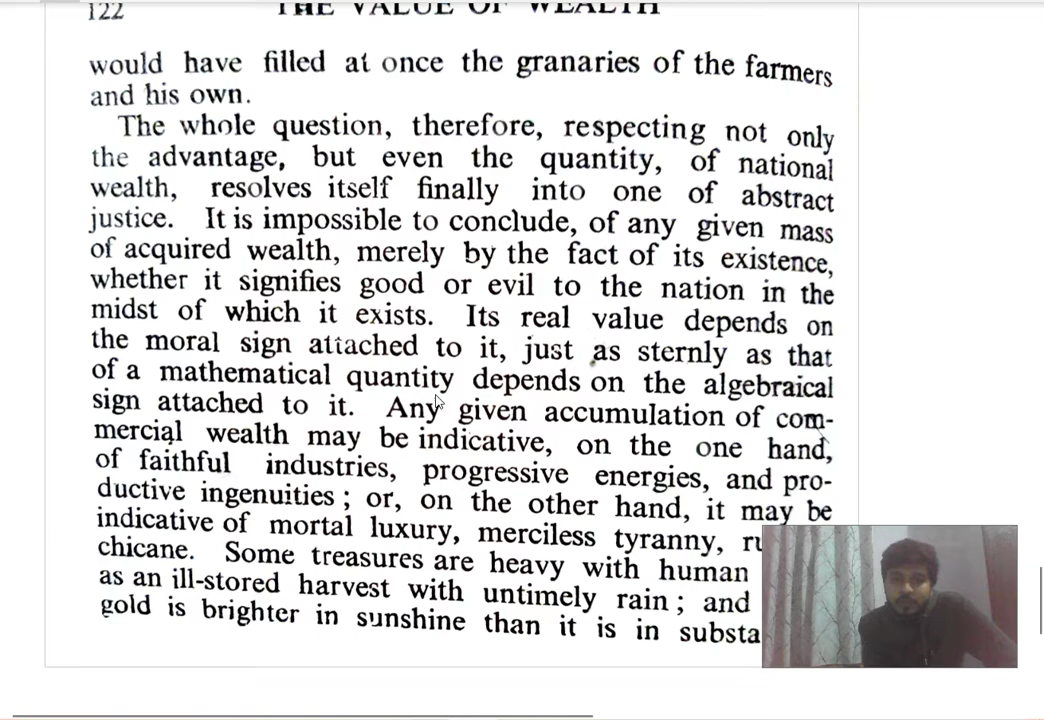 122 THE VALUE OF WEALTH
would have filled at once the granaries of the farmers
and his own.
The whole question, therefore, respecting not only
the advantage, but even the quantity, of national
wealth, resolves itself finally into one of abstract
justice. It is impossible to conclude, of any given mass
of acquired wealth, merely by the fact of its existence,
whether it signifies good or evil to the nation in the
midst of which it exists. Its real value depends on
the moral sign attached to it, just as sternly as that
of a mathematical quantity depends on the algebraical
sign attached to it. Any given accumulation of com-
mercial wealth may be indicative, on the one hand,
of faithful industries, progressive energies, and pro-
ductive ingenuities ; or, on the other hand, it may be
indicative of mortal luxury, merciless tyranny,
chicane. Some treasures are heavy with human
as an ill-stored harvest with untimely rain ; and
gold is brighter in sunshine than it is in